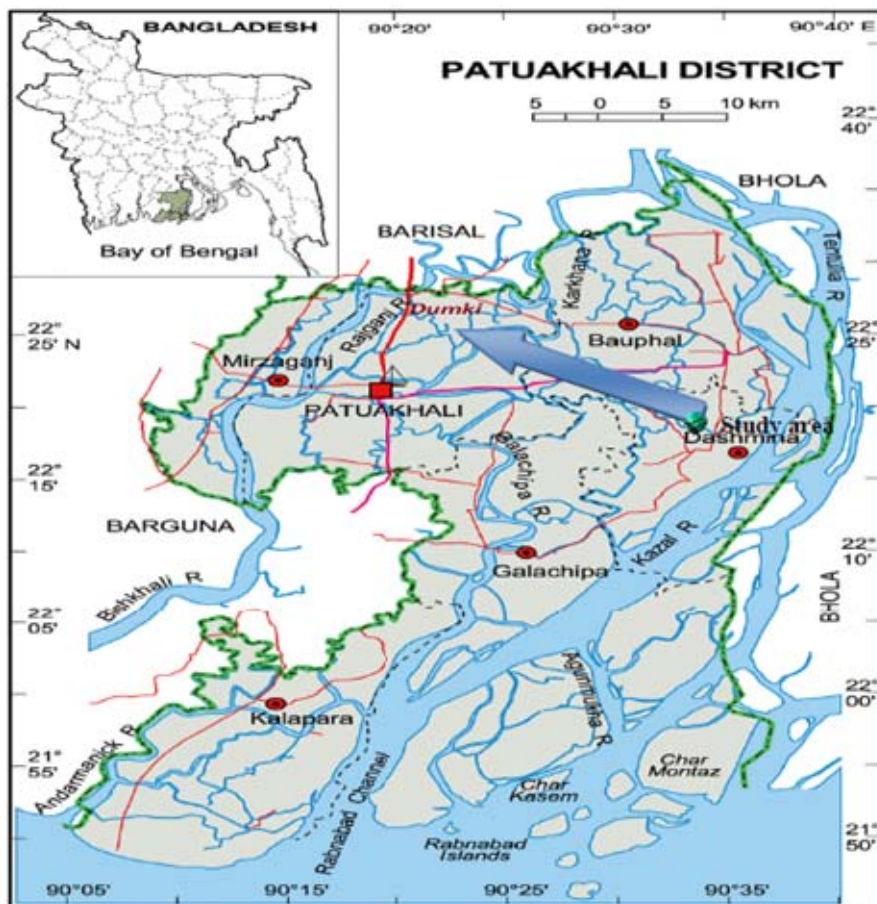 BANGLADESH
Bay of Bengal
90°20'
90°30'
90°40' E
PATUAKHALI DISTRICT
5 0 5 10 km
22°
40'
BHOLA
BARISAL
Tentulia R
Karkhana R
Dumki
Rajganj R
22°
25' N
Bauphal
22°
25'
Mirzaganj
PATUAKHALI
Study area
Dashmina
Galachipa R
22°
15'
BARGUNA
Kazal R
22°
10'
Galachipa
Bishkhali R
22°
05'
BHOLA
Agunmukha R
22°
00'
Kalapara
Andarmanick R
21°
55'
Char
Montaz
Char
Kasem
Rabnabad Channel
Rabnabad
Islands
21°
50'
90°05'
90°15'
90°25'
90°35'